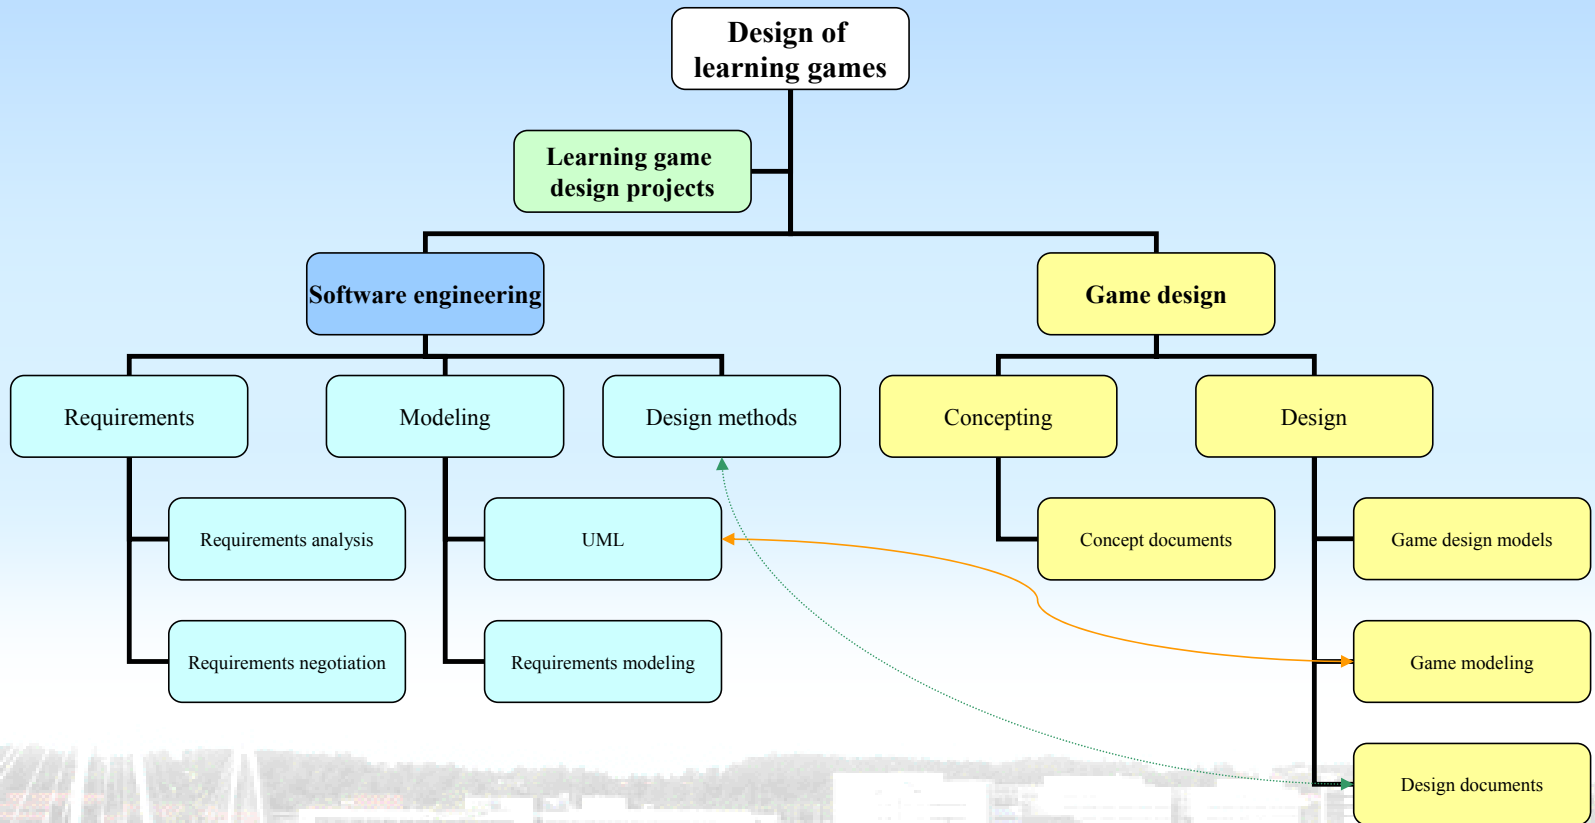 Design of
learning games
Learning game
design projects
Software engineering
Game design
Requirements
Modeling
Design methods
Concepting
Design
Requirements analysis
UML
Concept documents
Game design models
Requirements negotiation
Requirements modeling
Game modeling
Design documents